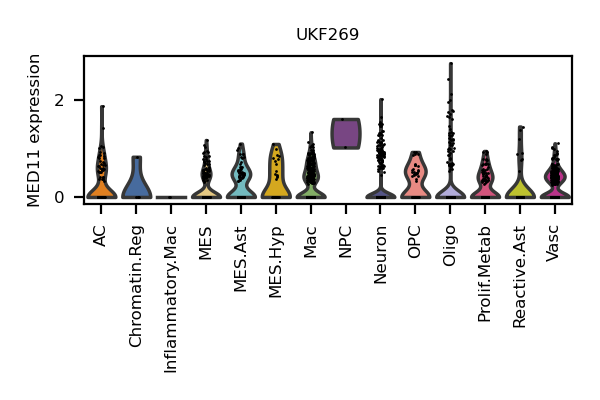 UKF269
MED11 expression
2
0
AC
Chromatin.Reg
Inflammatory.Mac
MES
MES.Ast
MES.Hyp
Mac
NPC
Neuron
OPC
Oligo
Prolif.Metab
Reactive.Ast
Vasc